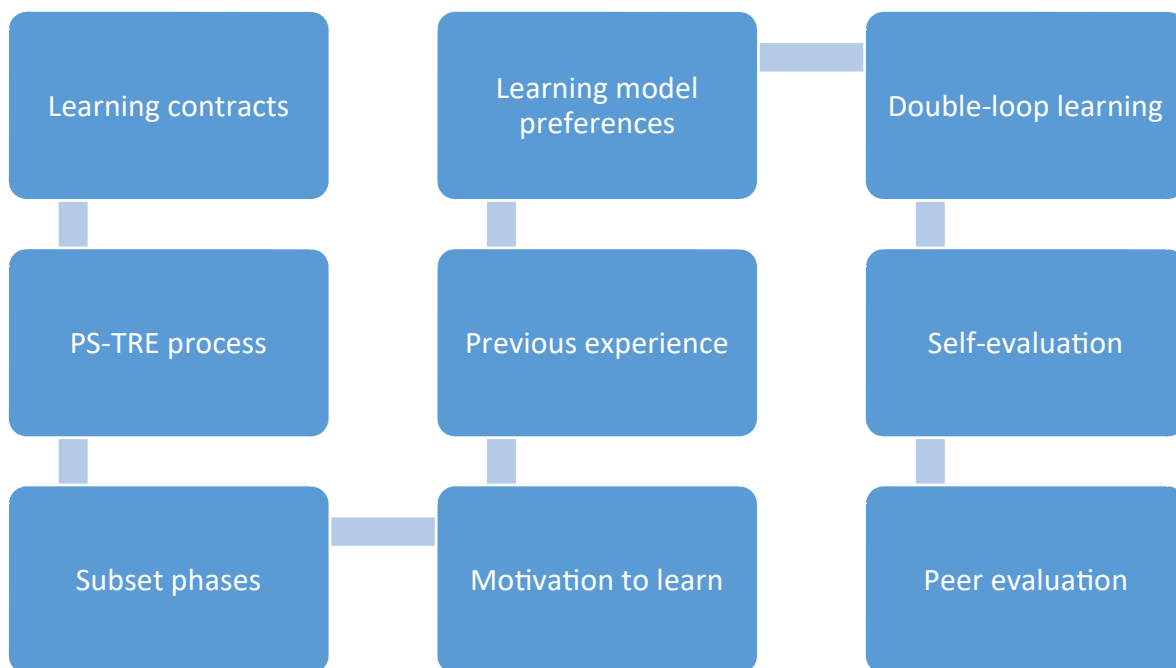 Learning contracts
PS-TRE process
Subset phases
Motivation to learn
Previous experience
Learning model
preferences
Double-loop learning
Self-evaluation
Peer evaluation